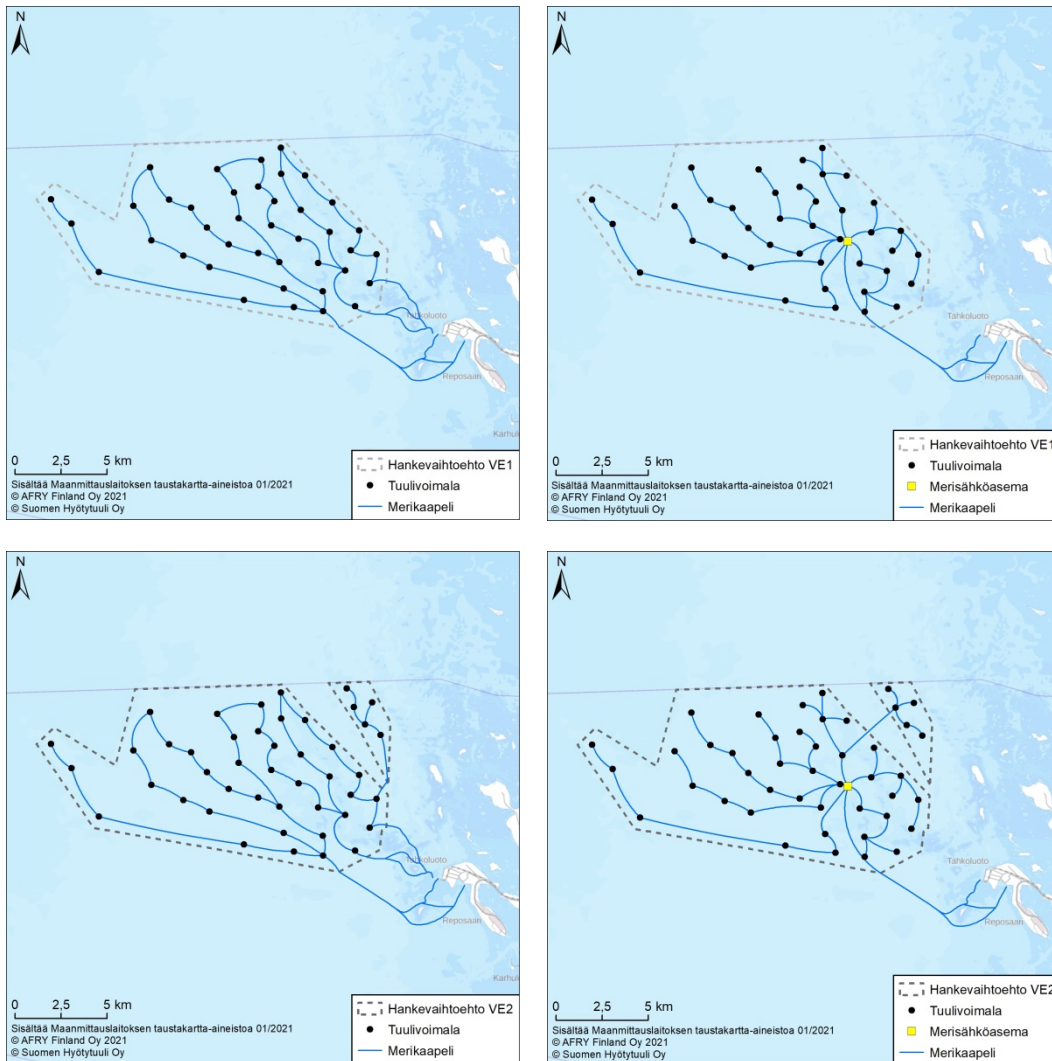 N
Tahkoluoto
Reposaari
Karhulu
0 2,5 5 km
Sisältää Maanmittauslaitoksen taustakartta-aineistoa 01/2021
© AFRY Finland Oy 2021
© Suomen Hyötytuuli Oy
Hankevaihtoehto VE1
Tuulivoimala
Merikaapeli
N
Tahkoluoto
Reposaari
0 2,5 5 km
Sisältää Maanmittauslaitoksen taustakartta-aineistoa 01/2021
© AFRY Finland Oy 2021
© Suomen Hyötytuuli Oy
Hankevaihtoehto VE1
Tuulivoimala
Merisähköasema
Merikaapeli
N
Tahkoluoto
Reposaari
Karhulu
0 2,5 5 km
Sisältää Maanmittauslaitoksen taustakartta-aineistoa 01/2021
© AFRY Finland Oy 2021
© Suomen Hyötytuuli Oy
Hankevaihtoehto VE2
Tuulivoimala
Merikaapeli
N
Tahkoluoto
Reposaari
0 2,5 5 km
Sisältää Maanmittauslaitoksen taustakartta-aineistoa 01/2021
© AFRY Finland Oy 2021
© Suomen Hyötytuuli Oy
Hankevaihtoehto VE2
Tuulivoimala
Merisähköasema
Merikaapeli